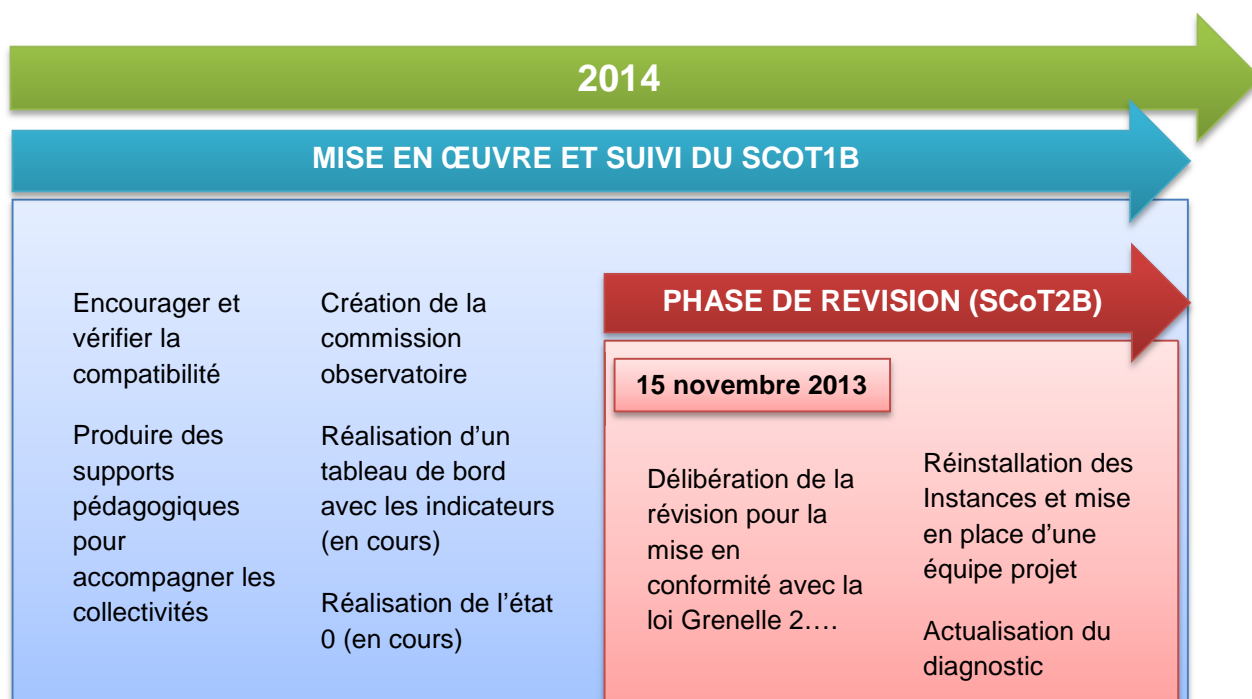 2014
MISE EN ŒUVRE ET SUIVI DU SCOT1B
Encourager et
vérifier la
compatibilité
Produire des
supports
pédagogiques
pour
accompagner les
collectivités
Création de la
commission
observatoire
Réalisation d’un
tableau de bord
avec les indicateurs
(en cours)
Réalisation de l’état
0 (en cours)
PHASE DE REVISION (SCoT2B)
15 novembre 2013
Délibération de la
révision pour la
mise en
conformité avec la
loi Grenelle 2….
Réinstallation des
Instances et mise
en place d’une
équipe projet
Actualisation du
diagnostic